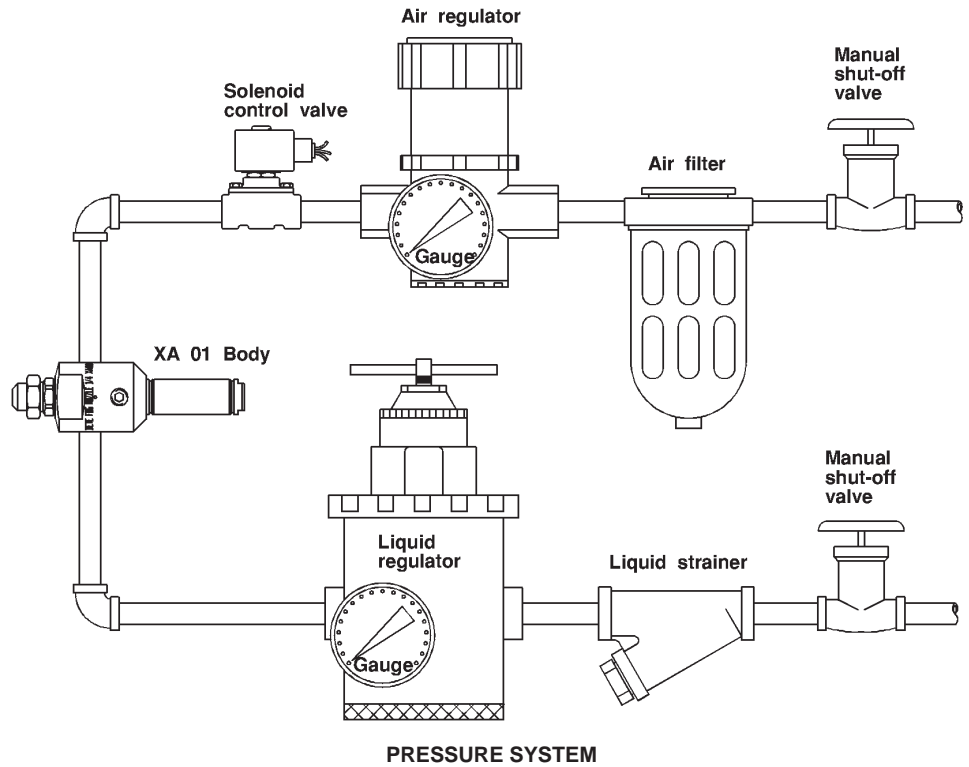 Air regulator
Manual
shut-off
valve
Solenoid
control valve
Air filter
Gauge
XA 01 Body
Manual
shut-off
valve
Liquid
regulator
Liquid strainer
Gauge
PRESSURE SYSTEM